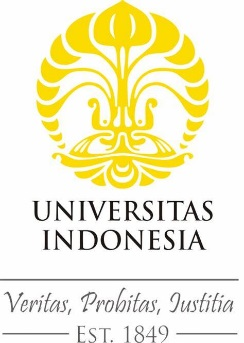 UNIVERSITAS
INDONESIA
Veritas, Probitas, Iustitia
EST. 1849